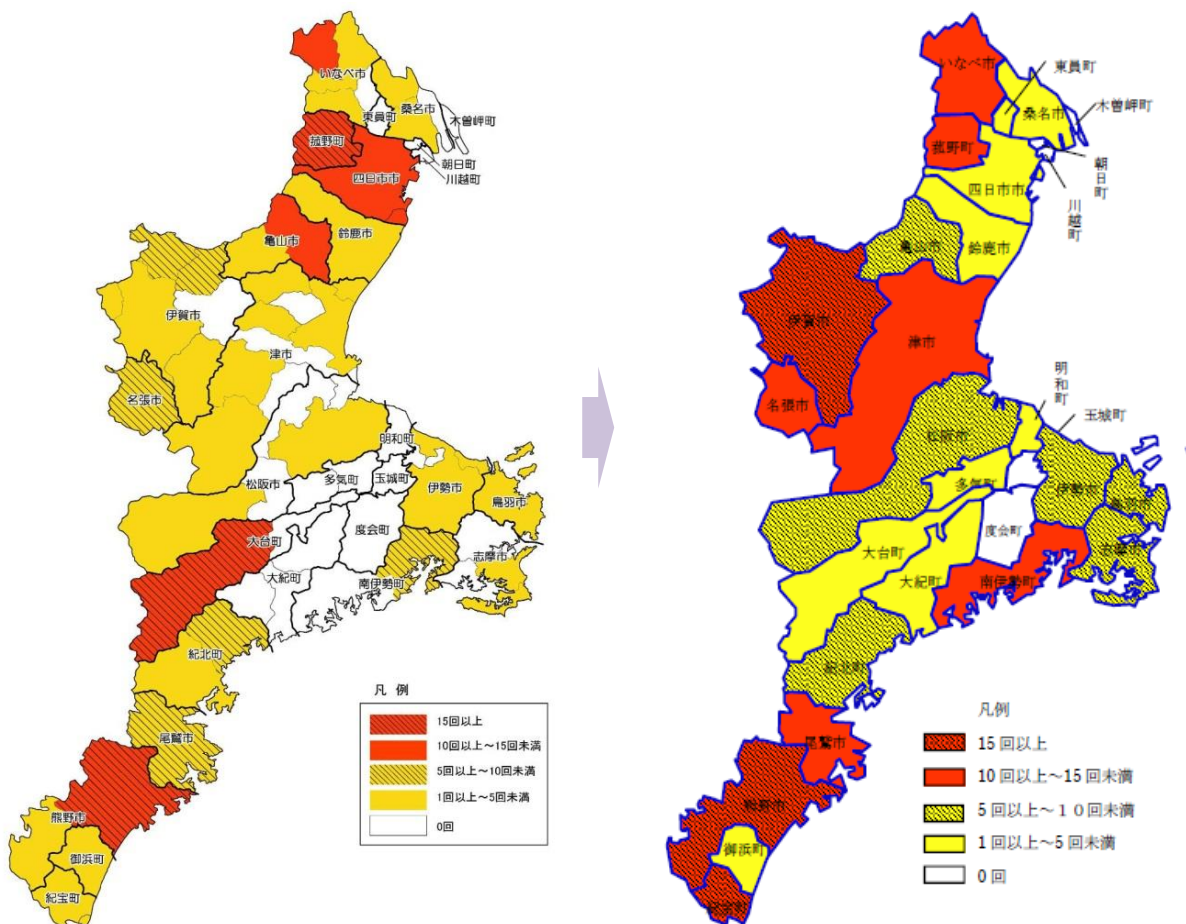 いなべ市
東員町
桑名市
木曽岬町
菰野町
朝日町
川越町
四日市市
亀山市
鈴鹿市
伊賀市
津市
名張市
明和町
松阪市
多気町
玉城町
伊勢市
鳥羽市
度会町
大台町
志摩市
大紀町
南伊勢町
紀北町
尾鷲市
熊野市
御浜町
紀宝町
凡 例
15回以上
10回以上～15回未満
5回以上～10回未満
1回以上～5回未満
0回
いなべ市
東員町
桑名市
木曽岬町
菰野町
朝日町
四日市市
川越町
亀山市
鈴鹿市
伊賀市
津市
名張市
明和町
玉城町
松阪市
多気町
伊勢市
鳥羽市
度会町
志摩市
大台町
大紀町
南伊勢町
紀北町
尾鷲市
熊野市
御浜町
紀宝町
凡例
15回以上
10回以上～15回未満
5回以上～１０回未満
1回以上～5回未満
0回